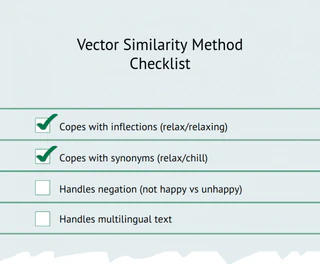 Vector Similarity Method
Checklist
Copes with inflections (relax/relaxing)
Copes with synonyms (relax/chill)
Handles negation (not happy vs unhappy)
Handles multilingual text